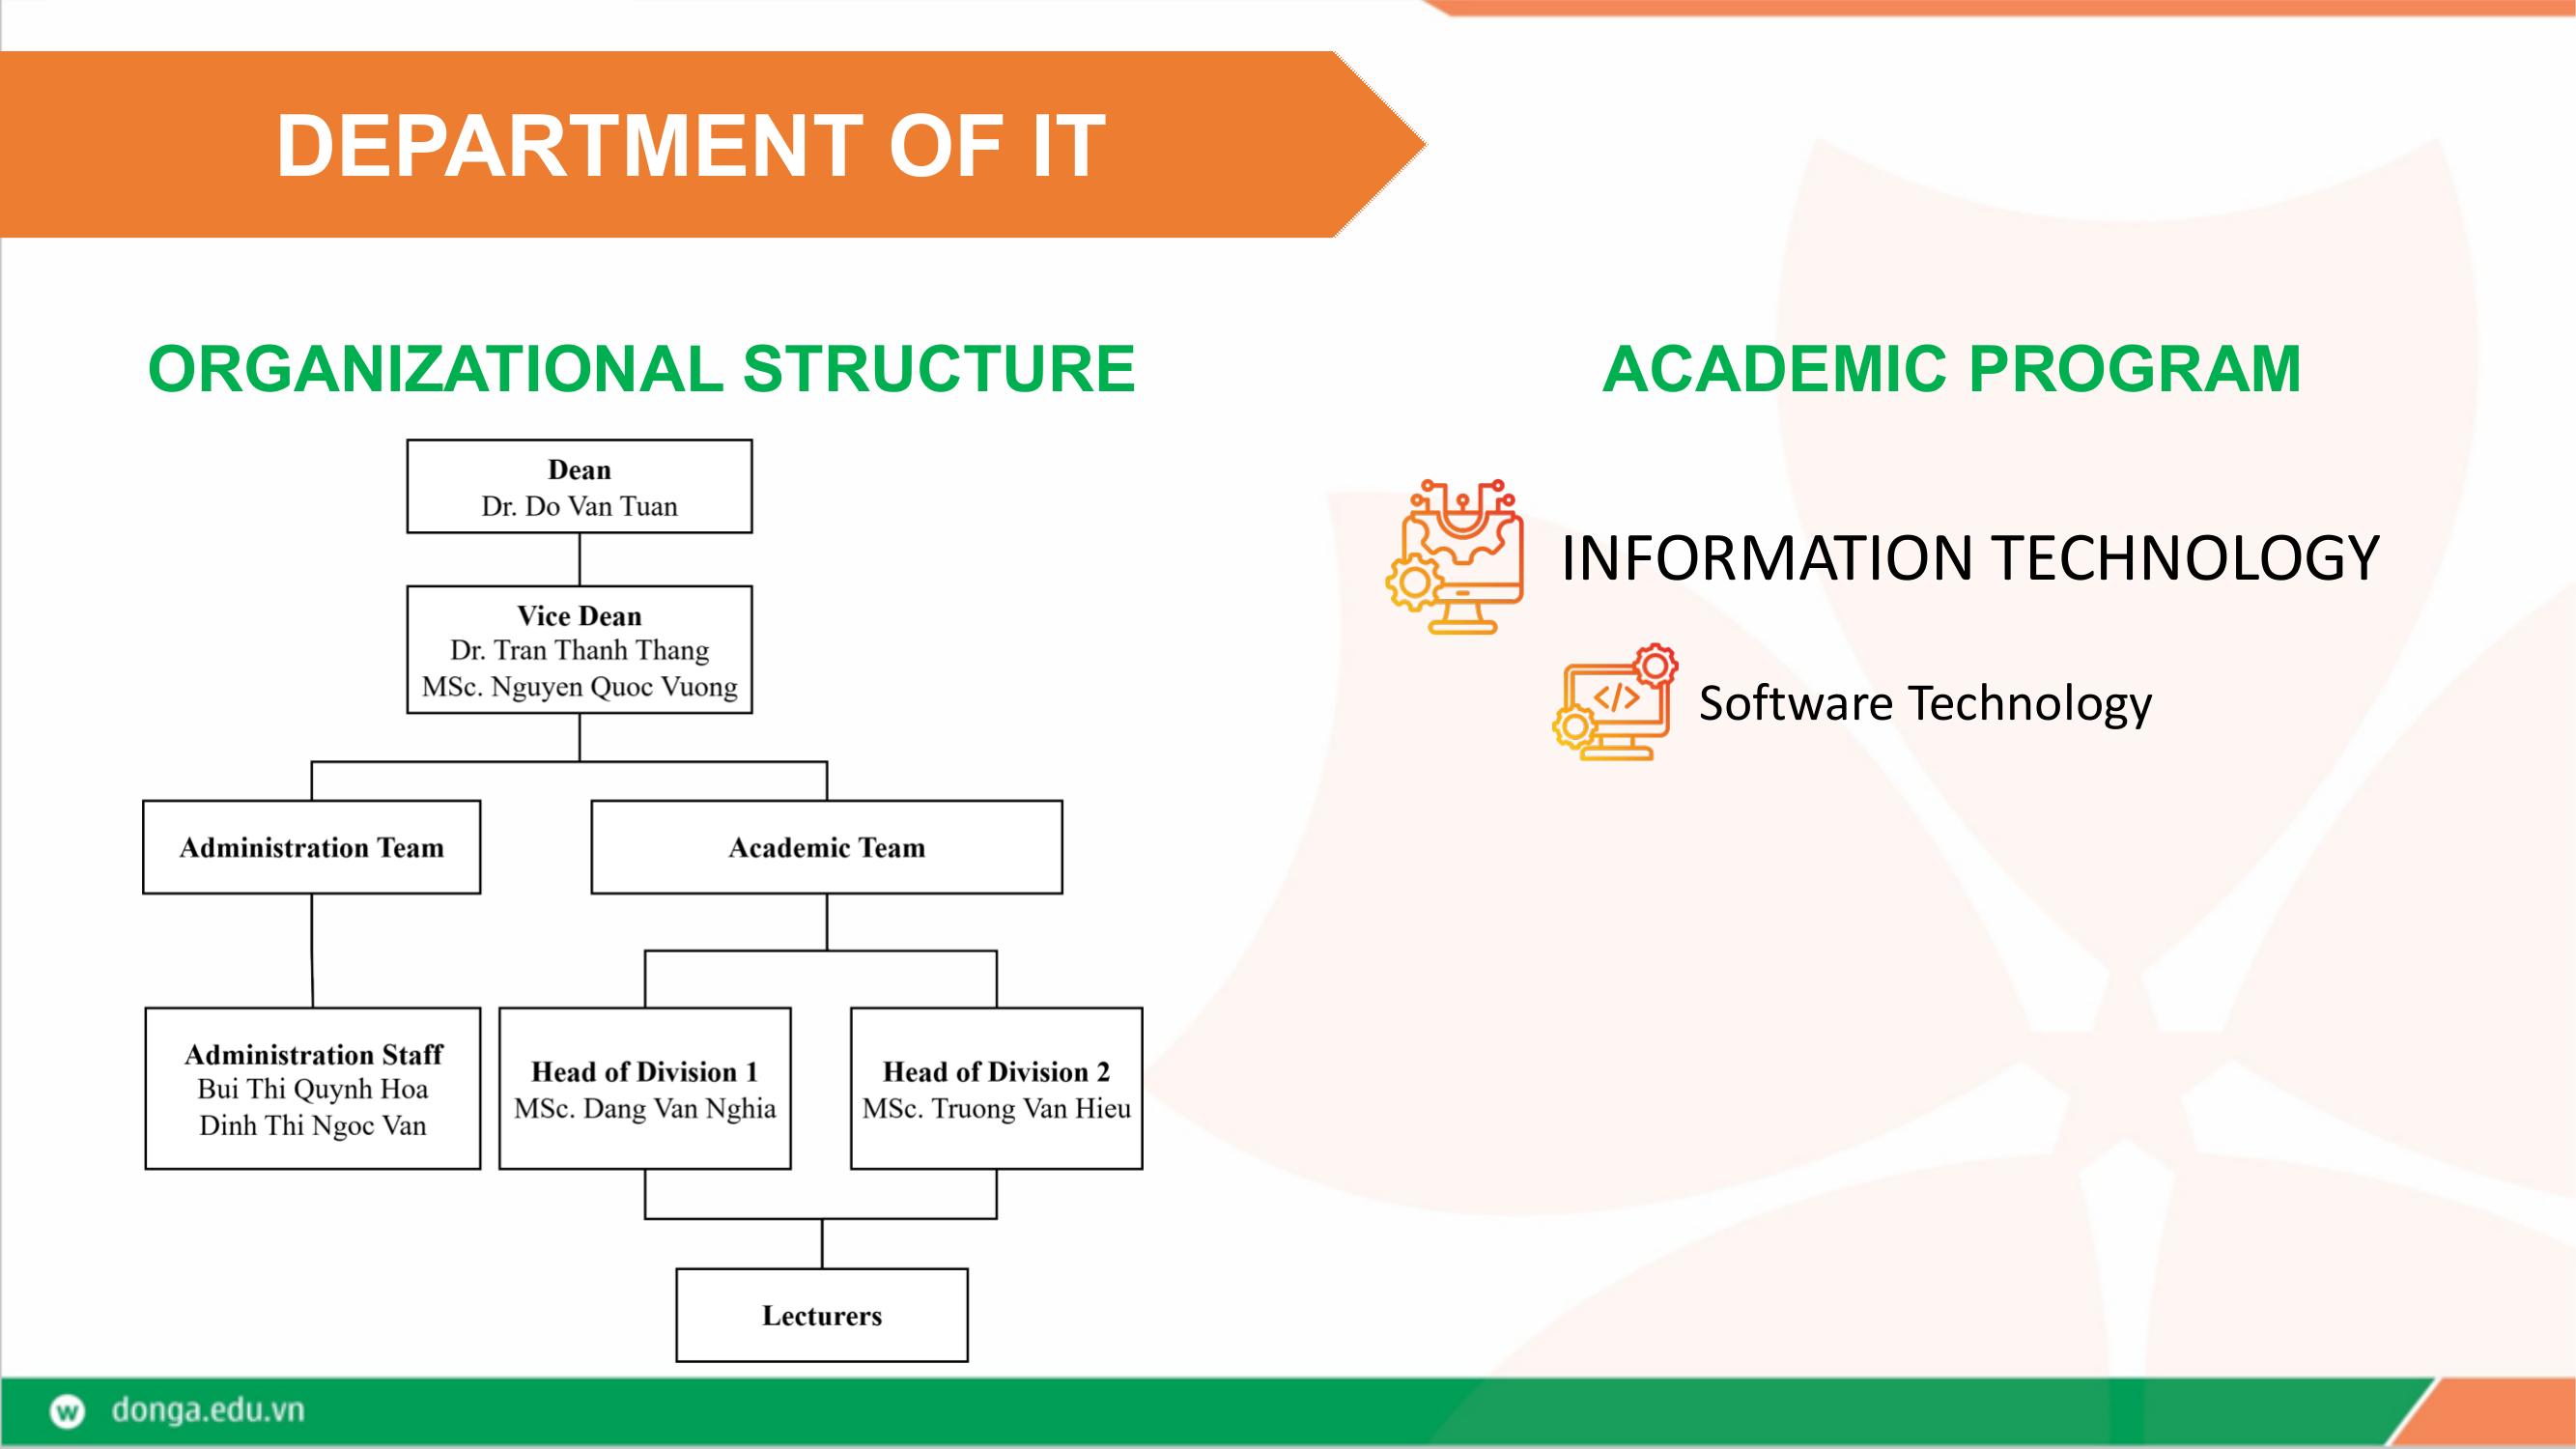 DEPARTMENT OF IT
ORGANIZATIONAL STRUCTURE
Dean
Dr. Do Van Tuan
Vice Dean
Dr. Tran Thanh Thang
MSc. Nguyen Quoc Vuong
Administration Team
Academic Team
Administration Staff
Bui Thi Quynh Hoa
Dinh Thi Ngoc Van
Head of Division 1
MSc. Dang Van Nghia
Head of Division 2
MSc. Truong Van Hieu
Lecturers
ACADEMIC PROGRAM
INFORMATION TECHNOLOGY
</>
Software Technology
w donga.edu.vn